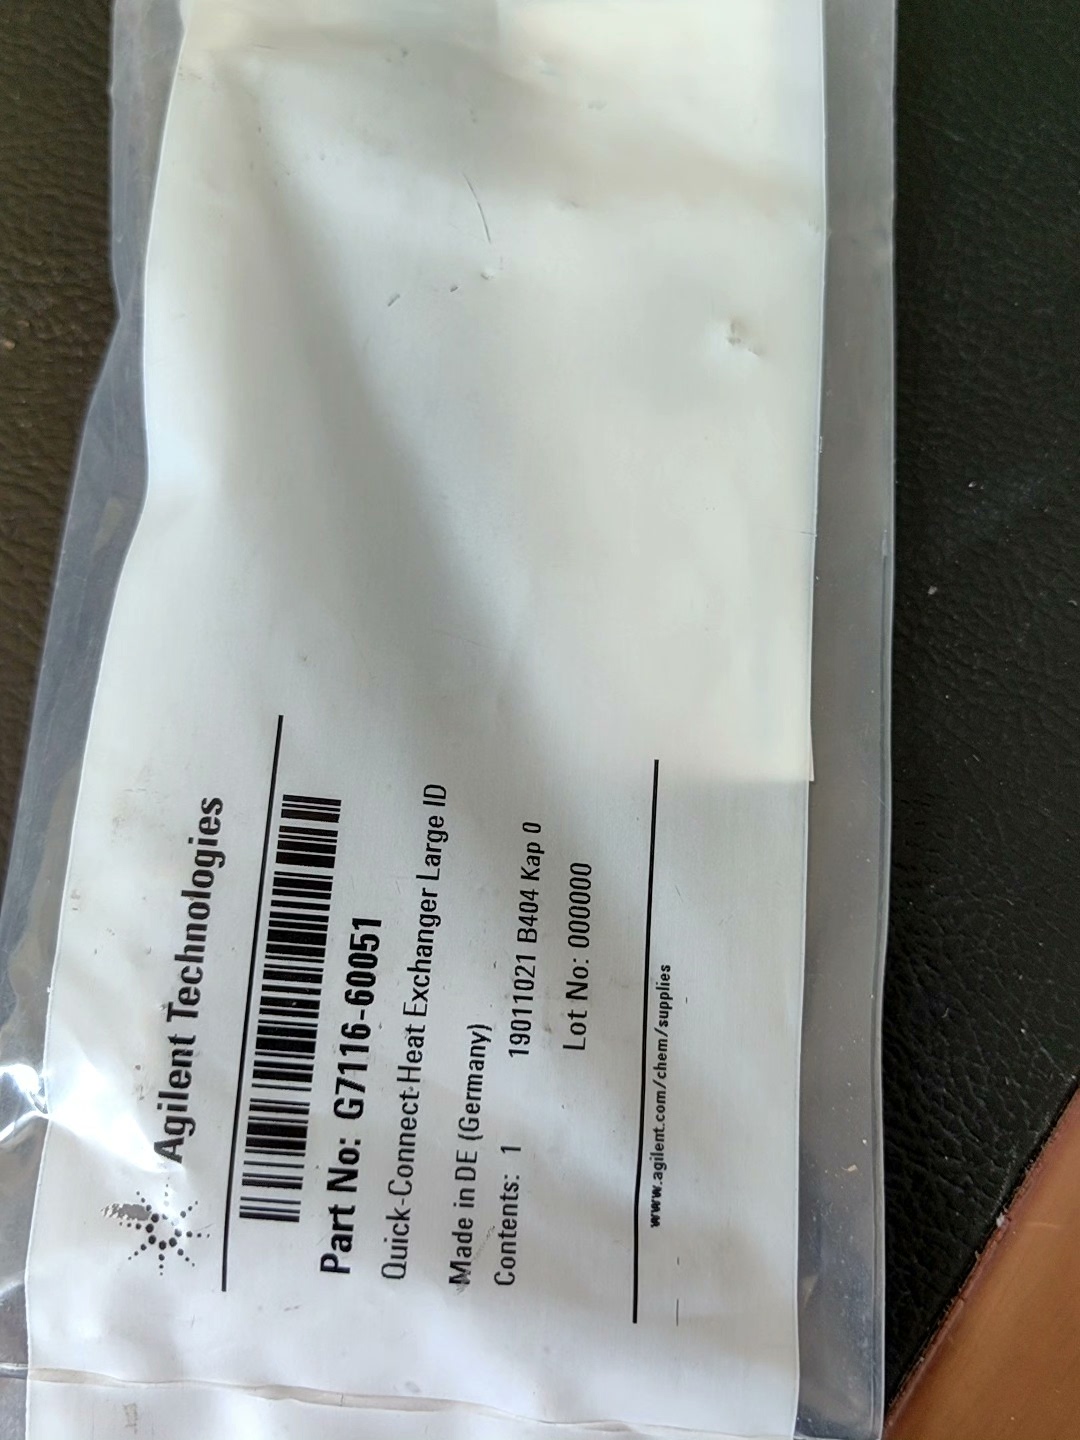 Agilent Technologies
Part No: G7116-60051
Quick-Connect Heat Exchanger Large ID
Made in DE (Germany)
Contents: 1
19011021 B404 Kap 0
Lot No: 000000
www.agilent.com/chem/supplies